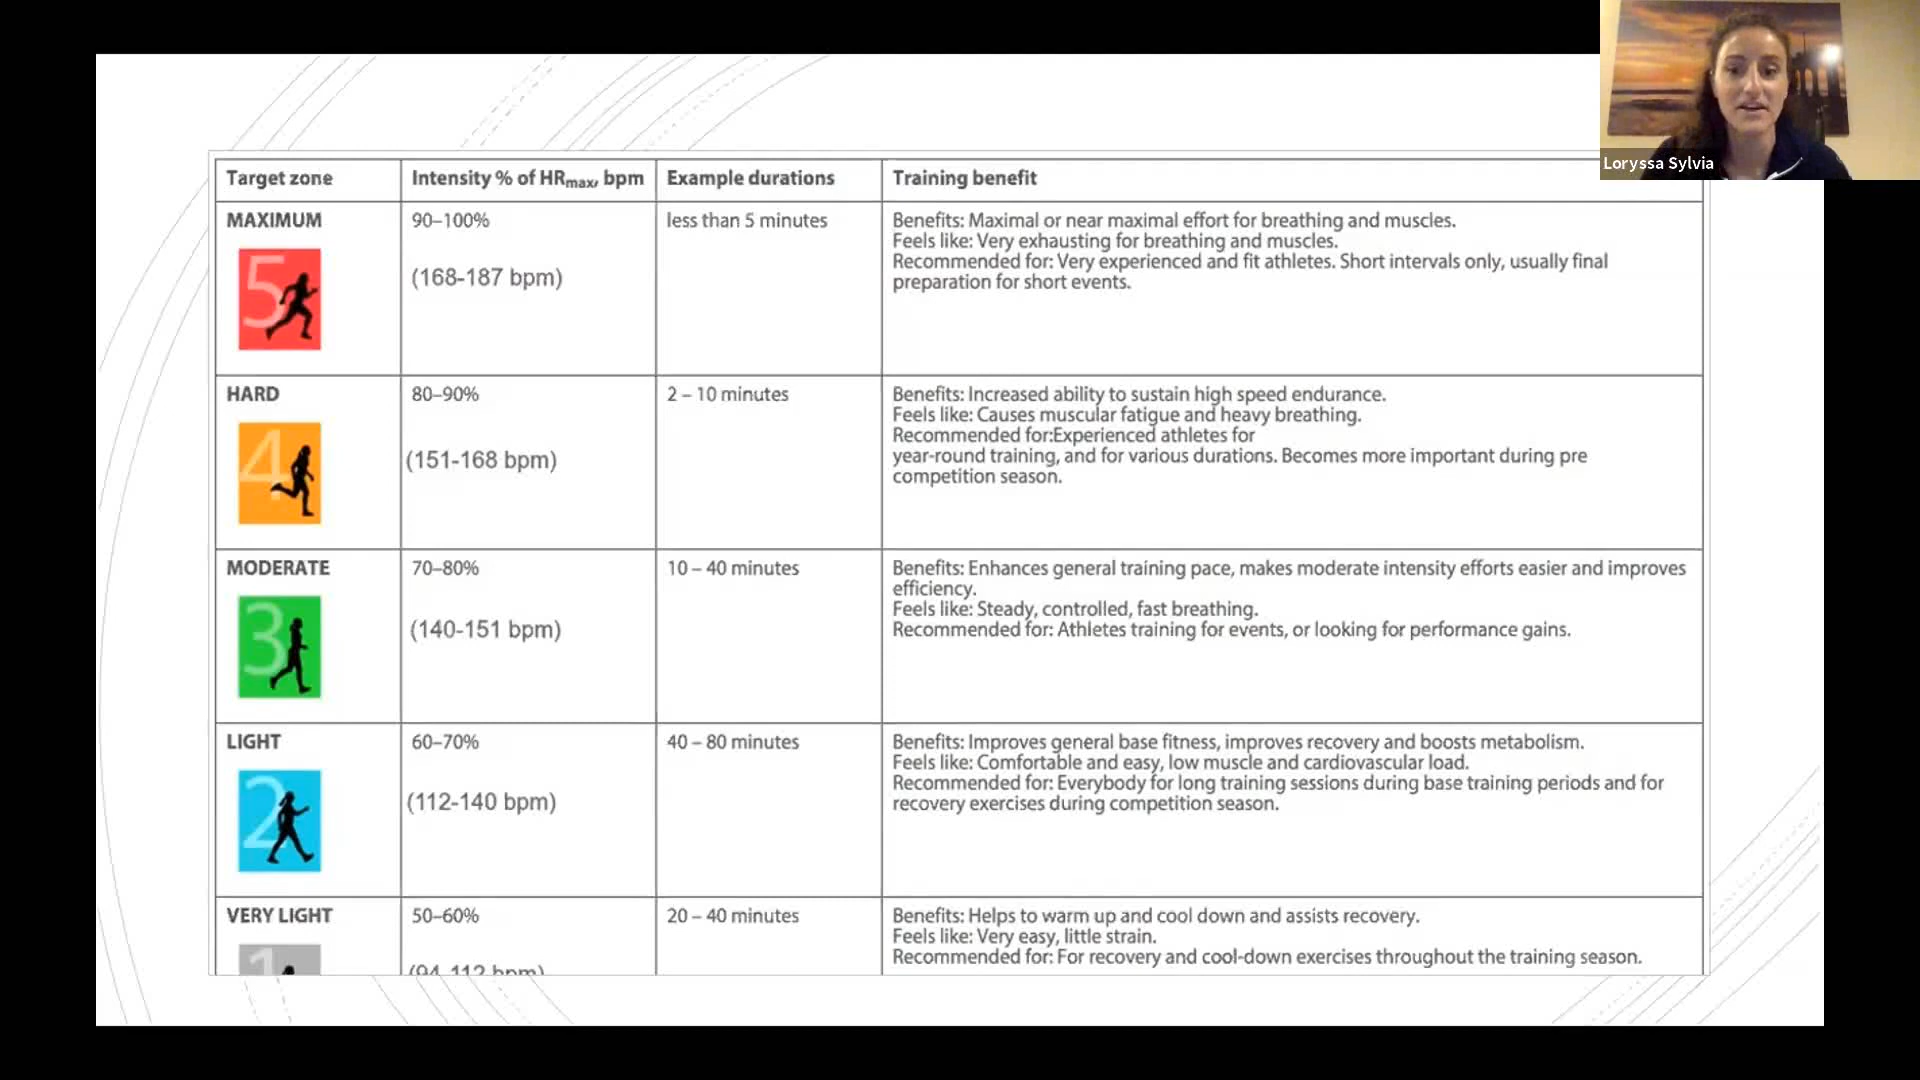 Loryssa Sylvia
Target zone
Intensity % of HRmax, bpm
Example durations
Training benefit
MAXIMUM
5
90–100%
(168-187 bpm)
less than 5 minutes
Benefits: Maximal or near maximal effort for breathing and muscles.
Feels like: Very exhausting for breathing and muscles.
Recommended for: Very experienced and fit athletes. Short intervals only, usually final
preparation for short events.
HARD
4
80–90%
(151-168 bpm)
2 – 10 minutes
Benefits: Increased ability to sustain high speed endurance.
Feels like: Causes muscular fatigue and heavy breathing.
Recommended for:Experienced athletes for
year-round training, and for various durations. Becomes more important during pre
competition season.
MODERATE
3
70–80%
(140-151 bpm)
10 – 40 minutes
Benefits: Enhances general training pace, makes moderate intensity efforts easier and improves
efficiency.
Feels like: Steady, controlled, fast breathing.
Recommended for: Athletes training for events, or looking for performance gains.
LIGHT
2
60–70%
(112-140 bpm)
40 – 80 minutes
Benefits: Improves general base fitness, improves recovery and boosts metabolism.
Feels like: Comfortable and easy, low muscle and cardiovascular load.
Recommended for: Everybody for long training sessions during base training periods and for
recovery exercises during competition season.
VERY LIGHT
1
50–60%
(94-112 bpm)
20 – 40 minutes
Benefits: Helps to warm up and cool down and assists recovery.
Feels like: Very easy, little strain.
Recommended for: For recovery and cool-down exercises throughout the training season.